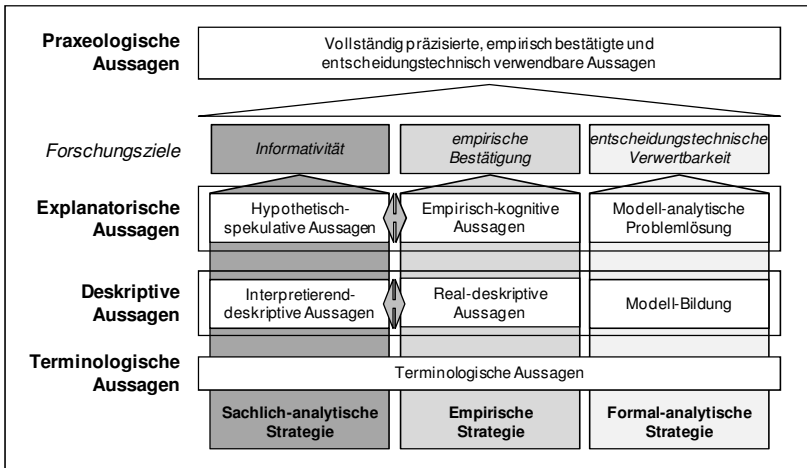 Praxeologische
Aussagen
Vollständig präzisierte, empirisch bestätigte und
entscheidungstechnisch verwendbare Aussagen
Forschungsziele
Informativität
empirische
Bestätigung
entscheidungstechnische
Verwertbarkeit
Explanatorische
Aussagen
Hypothetisch-
spekulative Aussagen
Empirisch-kognitive
Aussagen
Modell-analytische
Problemlösung
Deskriptive
Aussagen
Interpretierend-
deskriptive Aussagen
Real-deskriptive
Aussagen
Modell-Bildung
Terminologische
Aussagen
Terminologische Aussagen
Sachlich-analytische
Strategie
Empirische
Strategie
Formal-analytische
Strategie